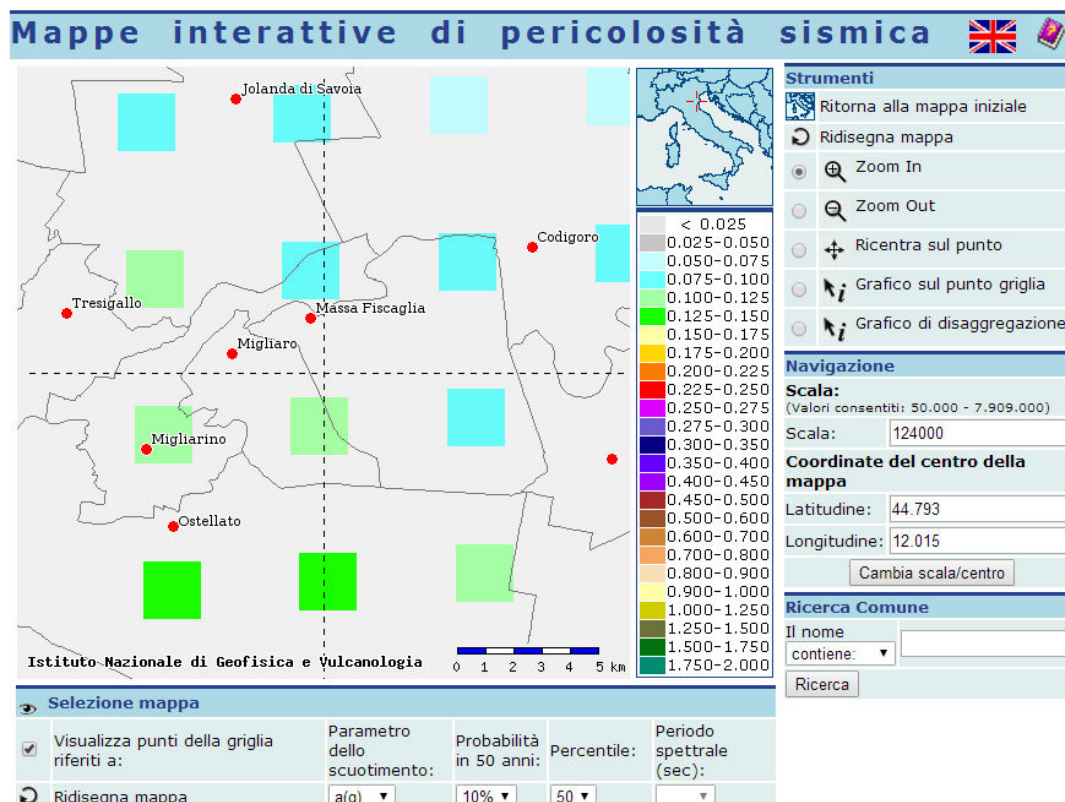 Mappe interattive di pericolosità sismica
Jolanda di Savoia
Codigoro
Tresigallo
Massa Fiscaglia
Migliaro
Migliarino
Ostellato
Istituto Nazionale di Geofisica e Vulcanologia
0 1 2 3 4 5 km
< 0.025
0.025-0.050
0.050-0.075
0.075-0.100
0.100-0.125
0.125-0.150
0.150-0.175
0.175-0.200
0.200-0.225
0.225-0.250
0.250-0.275
0.275-0.300
0.300-0.350
0.350-0.400
0.400-0.450
0.450-0.500
0.500-0.600
0.600-0.700
0.700-0.800
0.800-0.900
0.900-1.000
1.000-1.250
1.250-1.500
1.500-1.750
1.750-2.000
Strumenti
Ritorna alla mappa iniziale
Ridisegna mappa
Zoom In
Zoom Out
Ricentra sul punto
i Grafico sul punto griglia
i Grafico di disaggregazione
Navigazione
Scala:
(Valori consentiti: 50.000 - 7.909.000)
Scala: 124000
Coordinate del centro della
mappa
Latitudine: 44.793
Longitudine: 12.015
Cambia scala/centro
Ricerca Comune
Il nome
contiene:
Ricerca
Selezione mappa
Visualizza punti della griglia
riferiti a:
Parametro
dello
scuotimento:
Probabilità
in 50 anni:
Percentile:
Periodo
spettrale
(sec):
Ridisegna mappa a(g) 10% 50